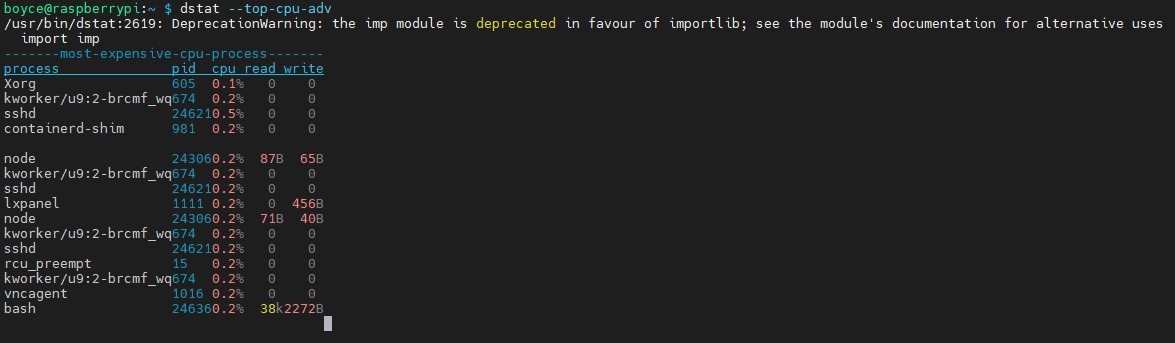 boyce@raspberrypi:~ $ dstat --top-cpu-adv
/usr/bin/dstat:2619: DeprecationWarning: the imp module is deprecated in favour of importlib; see the module's documentation for alternative uses
  import imp
-------most-expensive-cpu-process-------
process              pid  cpu read write
Xorg                 605  0.1%   0    0
kworker/u9:2-brcmf_wq674  0.2%   0    0
sshd                 246210.5%   0    0
containerd-shim      981  0.2%   0    0
node                 243060.2%  87B  65B
kworker/u9:2-brcmf_wq674  0.2%   0    0
sshd                 246210.2%   0    0
lxpanel              1111 0.2%   0  456B
node                 243060.2%  71B  40B
kworker/u9:2-brcmf_wq674  0.2%   0    0
sshd                 246210.2%   0    0
rcu_preempt          15   0.2%   0    0
kworker/u9:2-brcmf_wq674  0.2%   0    0
vncagent             1016 0.2%   0    0
bash                 246360.2%  38k2272B